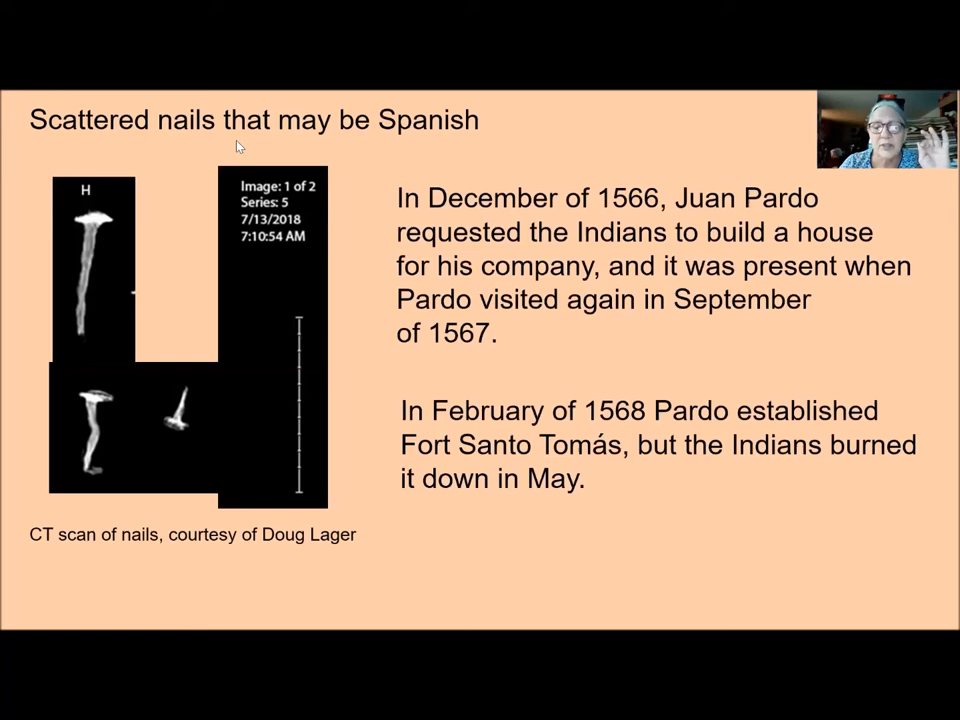 Scattered nails that may be Spanish
H
Image: 1 of 2
Series: 5
7/13/2018
7:10:54 AM
In December of 1566, Juan Pardo
requested the Indians to build a house
for his company, and it was present when
Pardo visited again in September
of 1567.
In February of 1568 Pardo established
Fort Santo Tomás, but the Indians burned
it down in May.
CT scan of nails, courtesy of Doug Lager